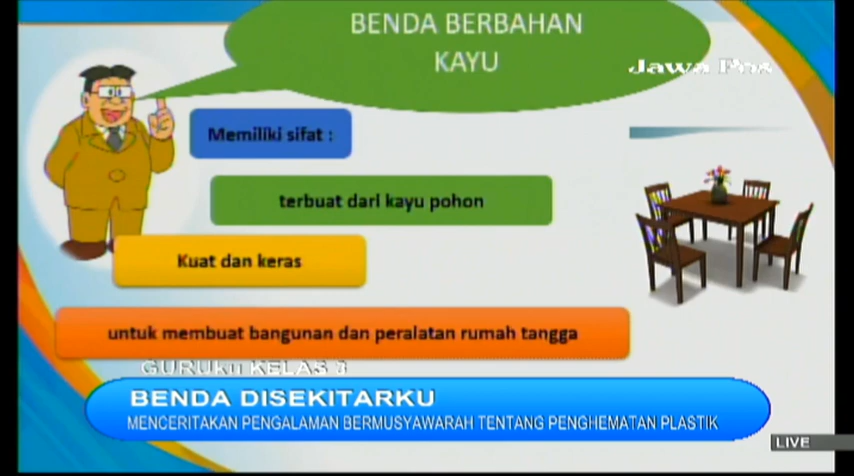 BENDA BERBAHAN
KAYU
Jawa Pos
Memiliki sifat :
terbuat dari kayu pohon
Kuat dan keras
untuk membuat bangunan dan peralatan rumah tangga
GURUku KELAS 3
BENDA DISEKITARKU
MENCERITAKAN PENGALAMAN BERMUSYAWARAH TENTANG PENGHEMATAN PLASTIK
LIVE